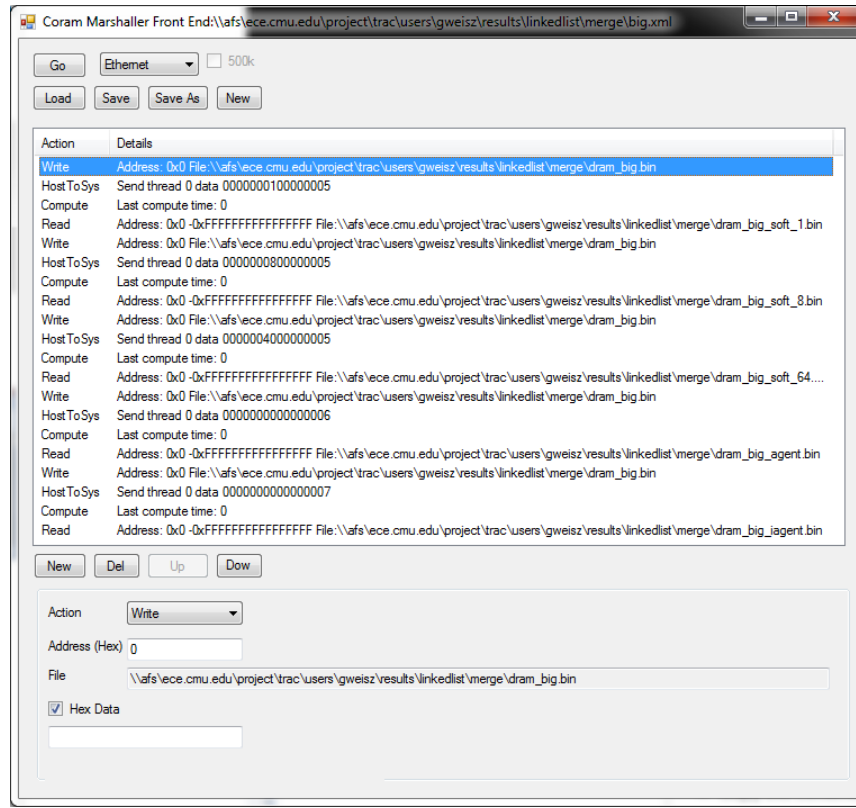 Coram Marshaller Front End:\\afs\ece.cmu.edu\project\trac\users\gweisz\results\linkedlist\merge\big.xml
Go Ethernet 500k
Load Save Save As New
Action Details
Write Address: 0x0 File:\\afs\ece.cmu.edu\project\trac\users\gweisz\results\linkedlist\merge\dram_big.bin
HostToSys Send thread 0 data 0000000100000005
Compute Last compute time: 0
Read Address: 0x0 -0xFFFFFFFFFFFFFFFF File:\\afs\ece.cmu.edu\project\trac\users\gweisz\results\linkedlist\merge\dram_big_soft_1.bin
Write Address: 0x0 File:\\afs\ece.cmu.edu\project\trac\users\gweisz\results\linkedlist\merge\dram_big.bin
HostToSys Send thread 0 data 0000000800000005
Compute Last compute time: 0
Read Address: 0x0 -0xFFFFFFFFFFFFFFFF File:\\afs\ece.cmu.edu\project\trac\users\gweisz\results\linkedlist\merge\dram_big_soft_8.bin
Write Address: 0x0 File:\\afs\ece.cmu.edu\project\trac\users\gweisz\results\linkedlist\merge\dram_big.bin
HostToSys Send thread 0 data 0000004000000005
Compute Last compute time: 0
Read Address: 0x0 -0xFFFFFFFFFFFFFFFF File:\\afs\ece.cmu.edu\project\trac\users\gweisz\results\linkedlist\merge\dram_big_soft_64....
Write Address: 0x0 File:\\afs\ece.cmu.edu\project\trac\users\gweisz\results\linkedlist\merge\dram_big.bin
HostToSys Send thread 0 data 0000000000000006
Compute Last compute time: 0
Read Address: 0x0 -0xFFFFFFFFFFFFFFFF File:\\afs\ece.cmu.edu\project\trac\users\gweisz\results\linkedlist\merge\dram_big_agent.bin
Write Address: 0x0 File:\\afs\ece.cmu.edu\project\trac\users\gweisz\results\linkedlist\merge\dram_big.bin
HostToSys Send thread 0 data 0000000000000007
Compute Last compute time: 0
Read Address: 0x0 -0xFFFFFFFFFFFFFFFF File:\\afs\ece.cmu.edu\project\trac\users\gweisz\results\linkedlist\merge\dram_big_iagent.bin
New Del Up Dow
Action Write
Address (Hex) 0
File \\afs\ece.cmu.edu\project\trac\users\gweisz\results\linkedlist\merge\dram_big.bin
Hex Data